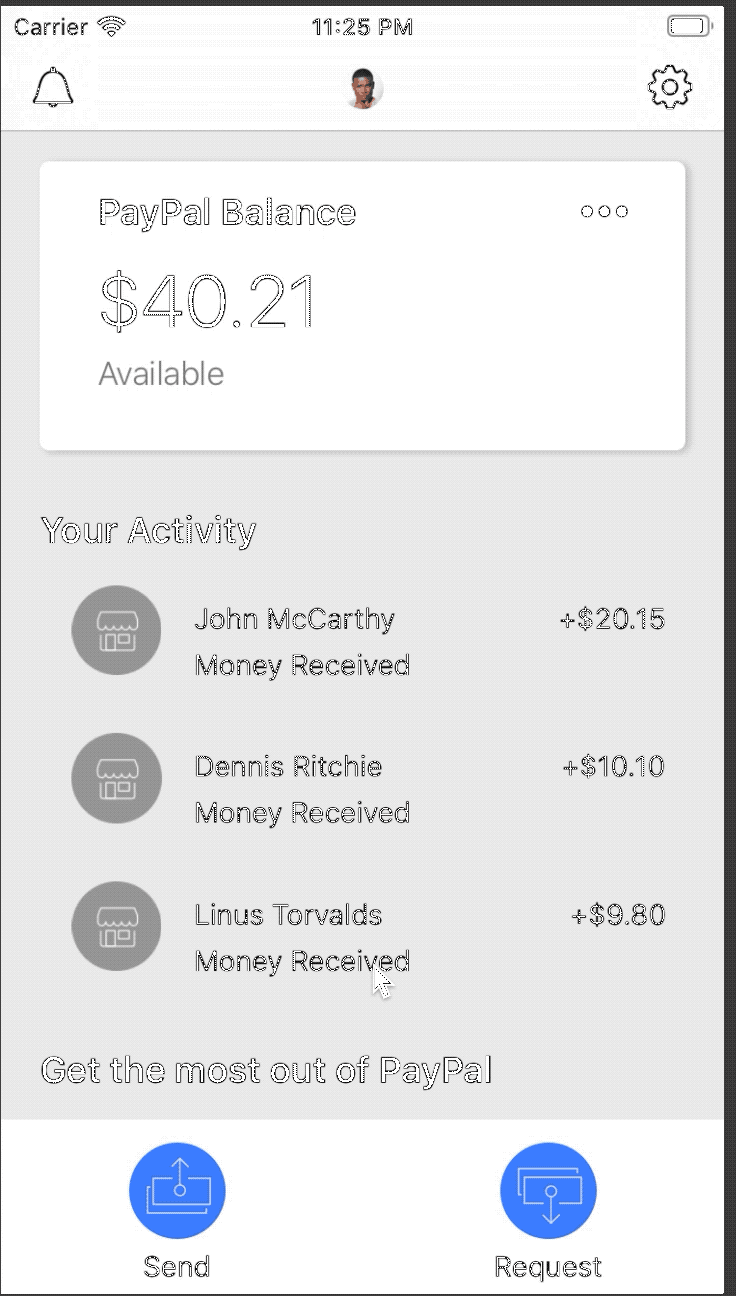 Carrier 11:25 PM
PayPal Balance
$40.21
Available
Your Activity
John McCarthy +$20.15
Money Received
Dennis Ritchie +$10.10
Money Received
Linus Torvalds +$9.80
Money Received
Get the most out of PayPal
Send Request